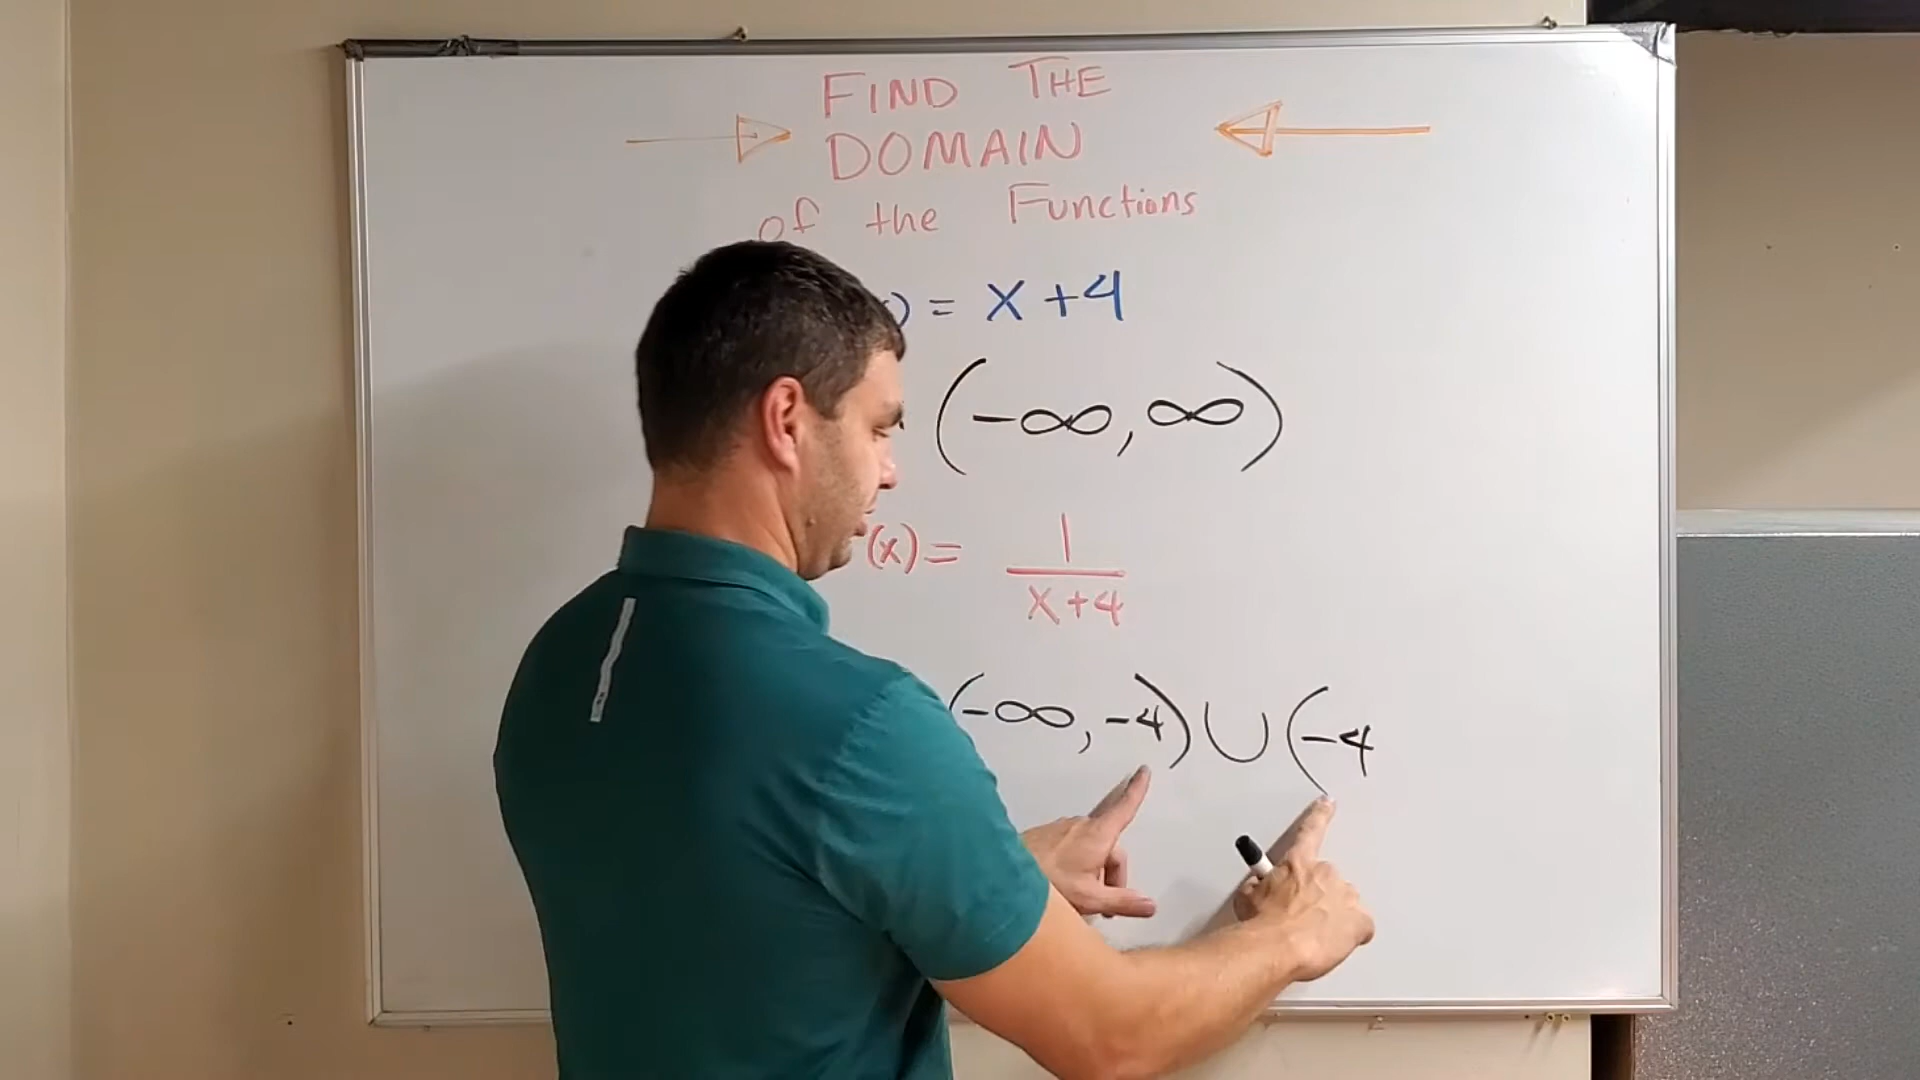 FIND THE
DOMAIN
of the Functions
) = x + 4
(-∞, ∞)
(x) = 1
x+4
(-∞, -4) ∪ (-4